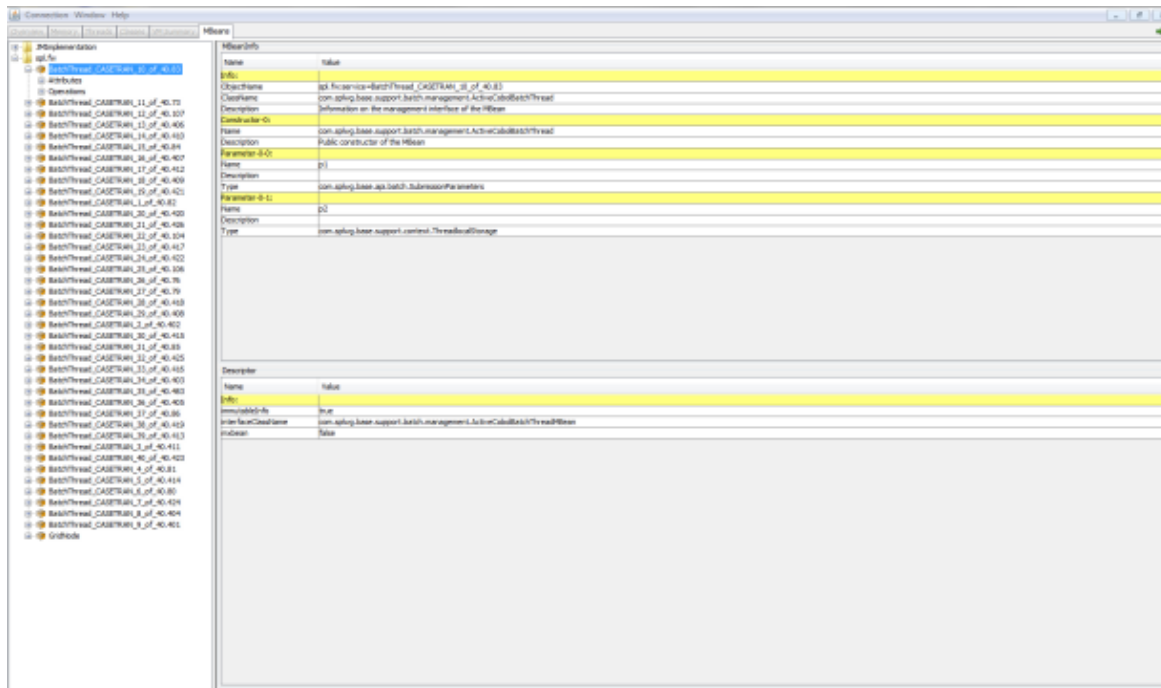 Connection Window Help
Overview Memory Threads Classes VM Summary MBeans
JMImplementation
spl.fw
BatchThread_CASETRAN_10_of_40.83
Attributes
Operations
BatchThread_CASETRAN_11_of_40.73
BatchThread_CASETRAN_12_of_40.107
BatchThread_CASETRAN_13_of_40.406
BatchThread_CASETRAN_14_of_40.410
BatchThread_CASETRAN_15_of_40.84
BatchThread_CASETRAN_16_of_40.407
BatchThread_CASETRAN_17_of_40.412
BatchThread_CASETRAN_18_of_40.409
BatchThread_CASETRAN_19_of_40.421
BatchThread_CASETRAN_1_of_40.82
BatchThread_CASETRAN_20_of_40.420
BatchThread_CASETRAN_21_of_40.426
BatchThread_CASETRAN_22_of_40.104
BatchThread_CASETRAN_23_of_40.417
BatchThread_CASETRAN_24_of_40.422
BatchThread_CASETRAN_25_of_40.106
BatchThread_CASETRAN_26_of_40.76
BatchThread_CASETRAN_27_of_40.79
BatchThread_CASETRAN_28_of_40.418
BatchThread_CASETRAN_29_of_40.408
BatchThread_CASETRAN_2_of_40.402
BatchThread_CASETRAN_30_of_40.415
BatchThread_CASETRAN_31_of_40.85
BatchThread_CASETRAN_32_of_40.425
BatchThread_CASETRAN_33_of_40.416
BatchThread_CASETRAN_34_of_40.403
BatchThread_CASETRAN_35_of_40.483
BatchThread_CASETRAN_36_of_40.405
BatchThread_CASETRAN_37_of_40.86
BatchThread_CASETRAN_38_of_40.419
BatchThread_CASETRAN_39_of_40.413
BatchThread_CASETRAN_3_of_40.411
BatchThread_CASETRAN_40_of_40.423
BatchThread_CASETRAN_4_of_40.81
BatchThread_CASETRAN_5_of_40.414
BatchThread_CASETRAN_6_of_40.80
BatchThread_CASETRAN_7_of_40.424
BatchThread_CASETRAN_8_of_40.404
BatchThread_CASETRAN_9_of_40.401
GridNode
MBeanInfo
Name Value
Info:
ObjectName spl.fw:service=BatchThread_CASETRAN_10_of_40.83
ClassName com.splwg.base.support.batch.management.ActiveCobolBatchThread
Description Information on the management interface of the MBean
Constructor-0:
Name com.splwg.base.support.batch.management.ActiveCobolBatchThread
Description Public constructor of the MBean
Parameter-0-0:
Name p1
Description
Type com.splwg.base.api.batch.SubmissionParameters
Parameter-0-1:
Name p2
Description
Type com.splwg.base.support.context.ThreadlocalStorage
Descriptor
Name Value
Info:
immutableInfo true
interfaceClassName com.splwg.base.support.batch.management.ActiveCobolBatchThreadMBean
mxbean false